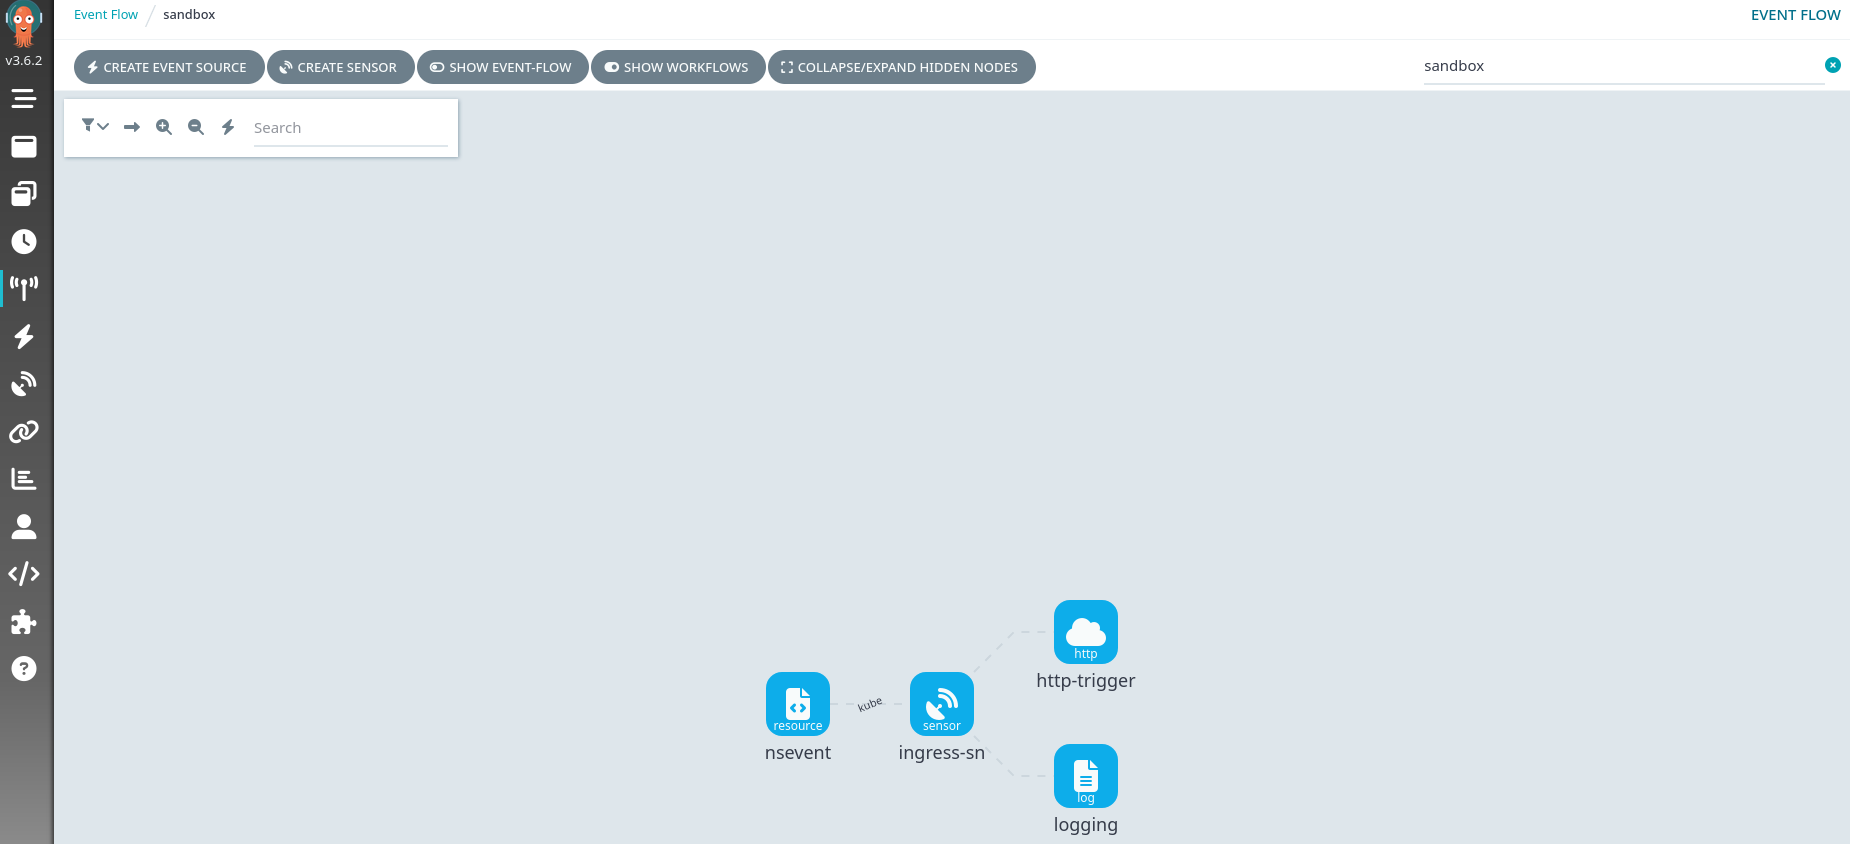 Event Flow / sandbox
EVENT FLOW
v3.6.2
CREATE EVENT SOURCE
CREATE SENSOR
SHOW EVENT-FLOW
SHOW WORKFLOWS
COLLAPSE/EXPAND HIDDEN NODES
sandbox
Search
http
http-trigger
resource
nsevent
kube
sensor
ingress-sn
log
logging